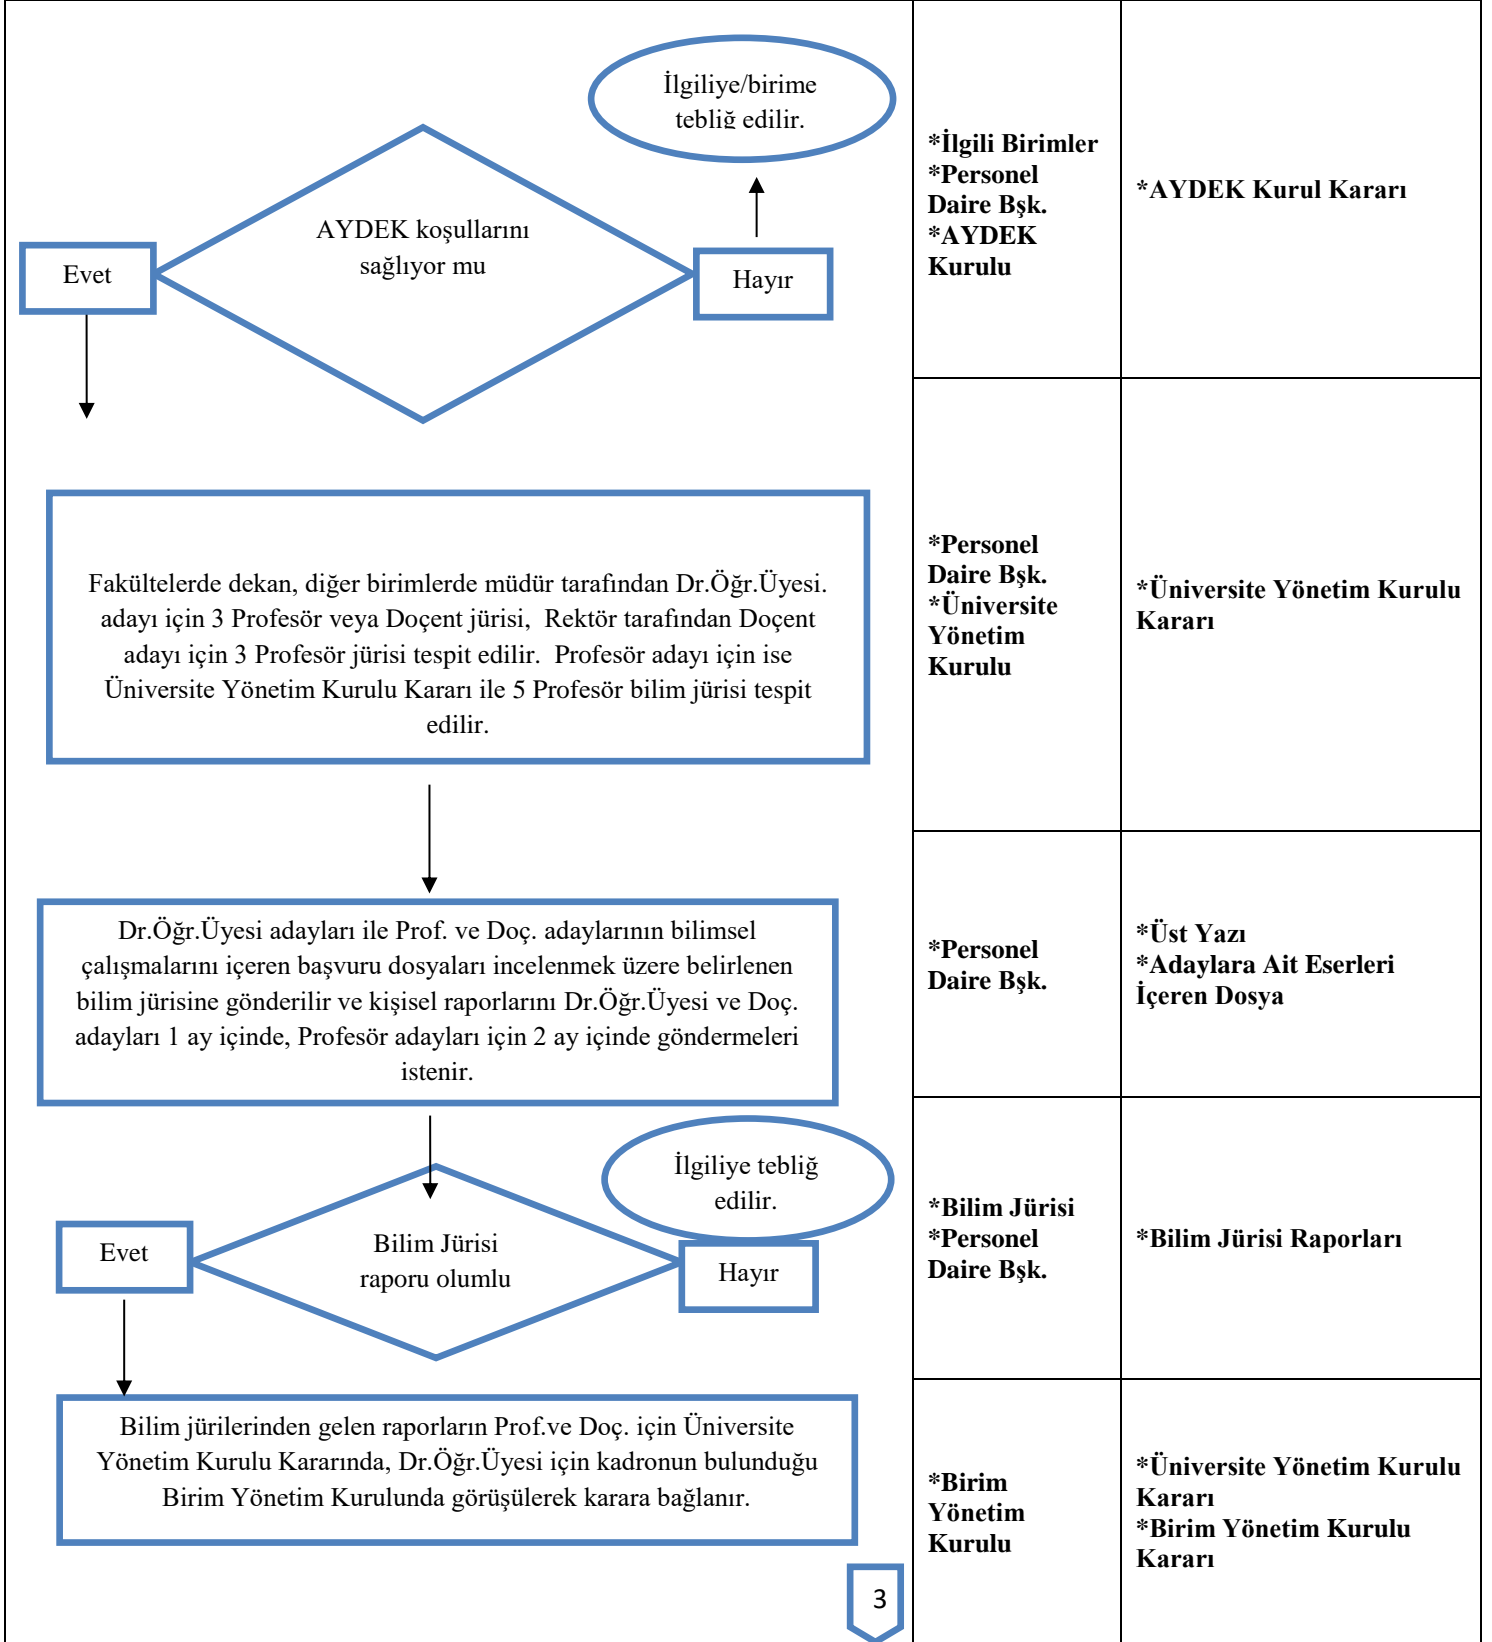 İlgiliye/birime
tebliğ edilir.
AYDEK koşullarını
sağlıyor mu
Evet
Hayır
*İlgili Birimler
*Personel
Daire Bşk.
*AYDEK
Kurulu
*AYDEK Kurul Kararı
Fakültelerde dekan, diğer birimlerde müdür tarafından Dr.Öğr.Üyesi.
adayı için 3 Profesör veya Doçent jürisi, Rektör tarafından Doçent
adayı için 3 Profesör jürisi tespit edilir. Profesör adayı için ise
Üniversite Yönetim Kurulu Kararı ile 5 Profesör bilim jürisi tespit
edilir.
*Personel
Daire Bşk.
*Üniversite
Yönetim
Kurulu
*Üniversite Yönetim Kurulu
Kararı
Dr.Öğr.Üyesi adayları ile Prof. ve Doç. adaylarının bilimsel
çalışmalarını içeren başvuru dosyaları incelenmek üzere belirlenen
bilim jürisine gönderilir ve kişisel raporlarını Dr.Öğr.Üyesi ve Doç.
adayları 1 ay içinde, Profesör adayları için 2 ay içinde göndermeleri
istenir.
*Personel
Daire Bşk.
*Üst Yazı
*Adaylara Ait Eserleri
İçeren Dosya
İlgiliye tebliğ
edilir.
Evet
Bilim Jürisi
raporu olumlu
Hayır
*Bilim Jürisi
*Personel
Daire Bşk.
*Bilim Jürisi Raporları
Bilim jürilerinden gelen raporların Prof.ve Doç. için Üniversite
Yönetim Kurulu Kararında, Dr.Öğr.Üyesi için kadronun bulunduğu
Birim Yönetim Kurulunda görüşülerek karara bağlanır.
*Birim
Yönetim
Kurulu
*Üniversite Yönetim Kurulu
Kararı
*Birim Yönetim Kurulu
Kararı
3